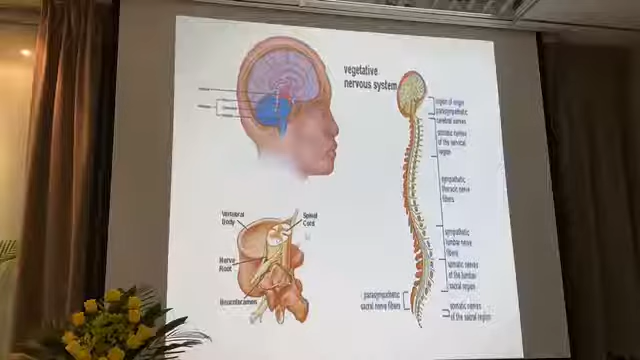 vegetative
nervous system
region of origin
parasympathetic
cerebral nerves
somatic nerves
of the cervical
region
sympathetic
thoracic nerve
fibers
sympathetic
lumbar nerve
fibers
somatic nerves
of the lumbar
sacral region
parasympathetic
sacral nerve fibers
somatic nerves
of the sacral region
Vertebral
Body
Spinal
Cord
Nerve
Root